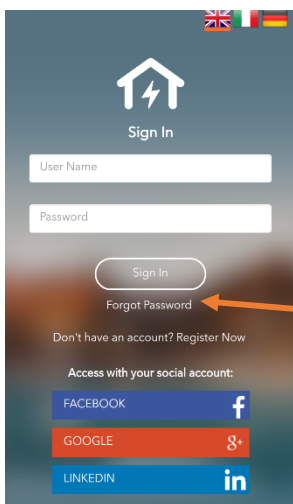 Sign In
User Name
Password
Sign In
Forgot Password
Don't have an account? Register Now
Access with your social account:
FACEBOOK f
GOOGLE g+
LINKEDIN in